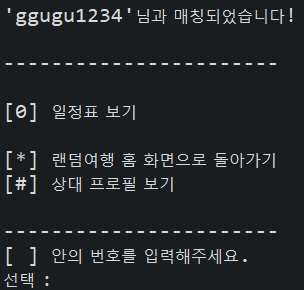 'ggugu1234'님과 매칭되었습니다!
-----------------------
[0] 일정표 보기
[*] 랜덤여행 홈 화면으로 돌아가기
[#] 상대 프로필 보기
-----------------------
[ ] 안의 번호를 입력해주세요.
선택 :